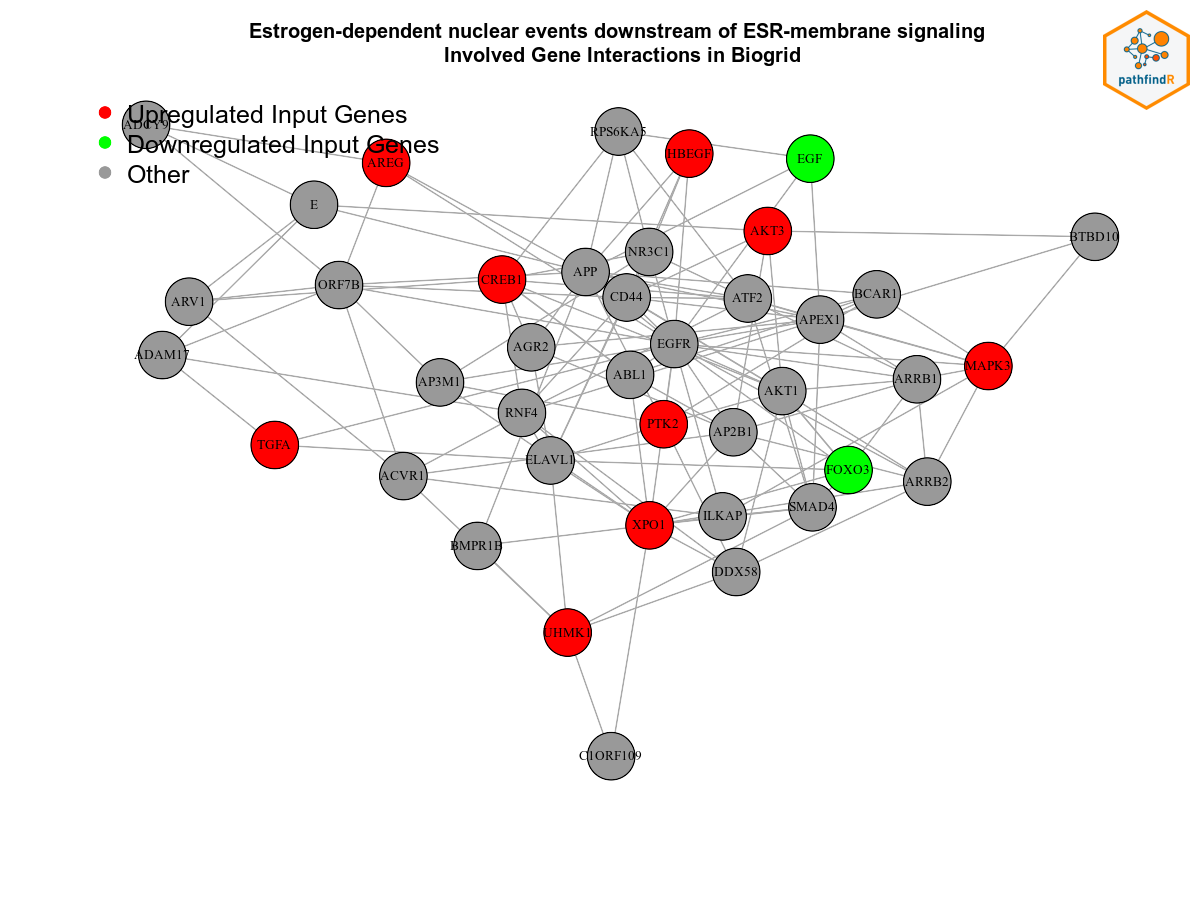 Estrogen-dependent nuclear events downstream of ESR-membrane signaling
Involved Gene Interactions in Biogrid
pathfindR
Upregulated Input Genes
Downregulated Input Genes
Other
ADCY9
AREG
RPS6KA5
HBEGF
EGF
E
AKT3
BTBD10
NR3C1
APP
CREB1
ORF7B
ARV1
CD44
ATF2
BCAR1
APEX1
AGR2
EGFR
ADAM17
MAPK3
ABL1
AP3M1
ARRB1
AKT1
RNF4
PTK2
AP2B1
TGFA
ELAVL1
FOXO3
ACVR1
ARRB2
SMAD4
ILKAP
XPO1
BMPR1B
DDX58
UHMK1
C1ORF109